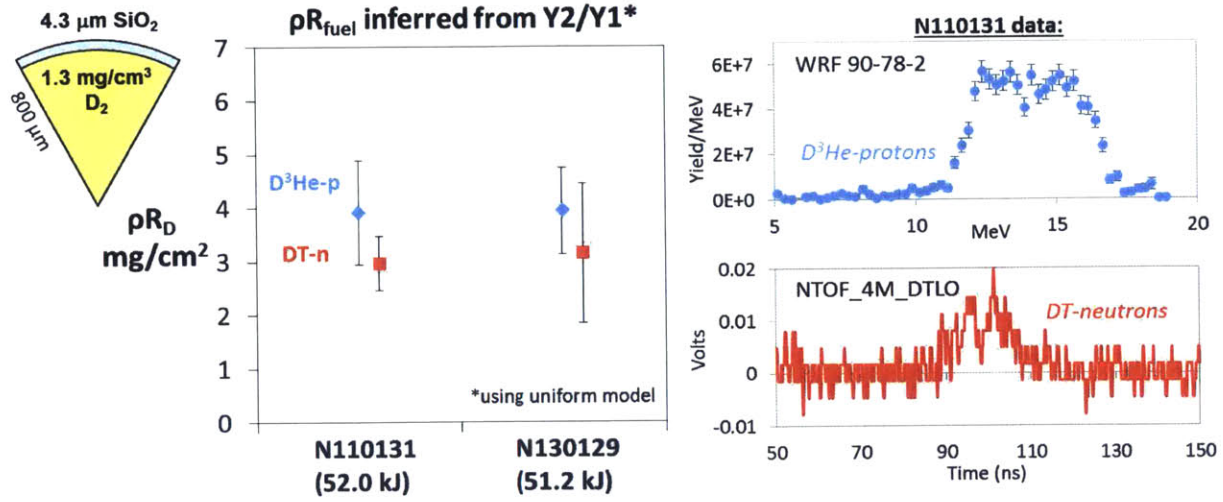 4.3 μm SiO₂
1.3 mg/cm³
D₂
800 μm
ρR_fuel inferred from Y2/Y1*
7
6
5
4
3
2
1
0
ρR_D
mg/cm²
D³He-p
DT-n
*using uniform model
N110131
(52.0 kJ)
N130129
(51.2 kJ)
N110131 data:
WRF 90-78-2
D³He-protons
Yield/MeV
6E+7
4E+7
2E+7
0E+0
5
10
15
20
MeV
NTOF_4M_DTLO
DT-neutrons
Volts
0.02
0.01
0
-0.01
50
70
90
110
130
150
Time (ns)